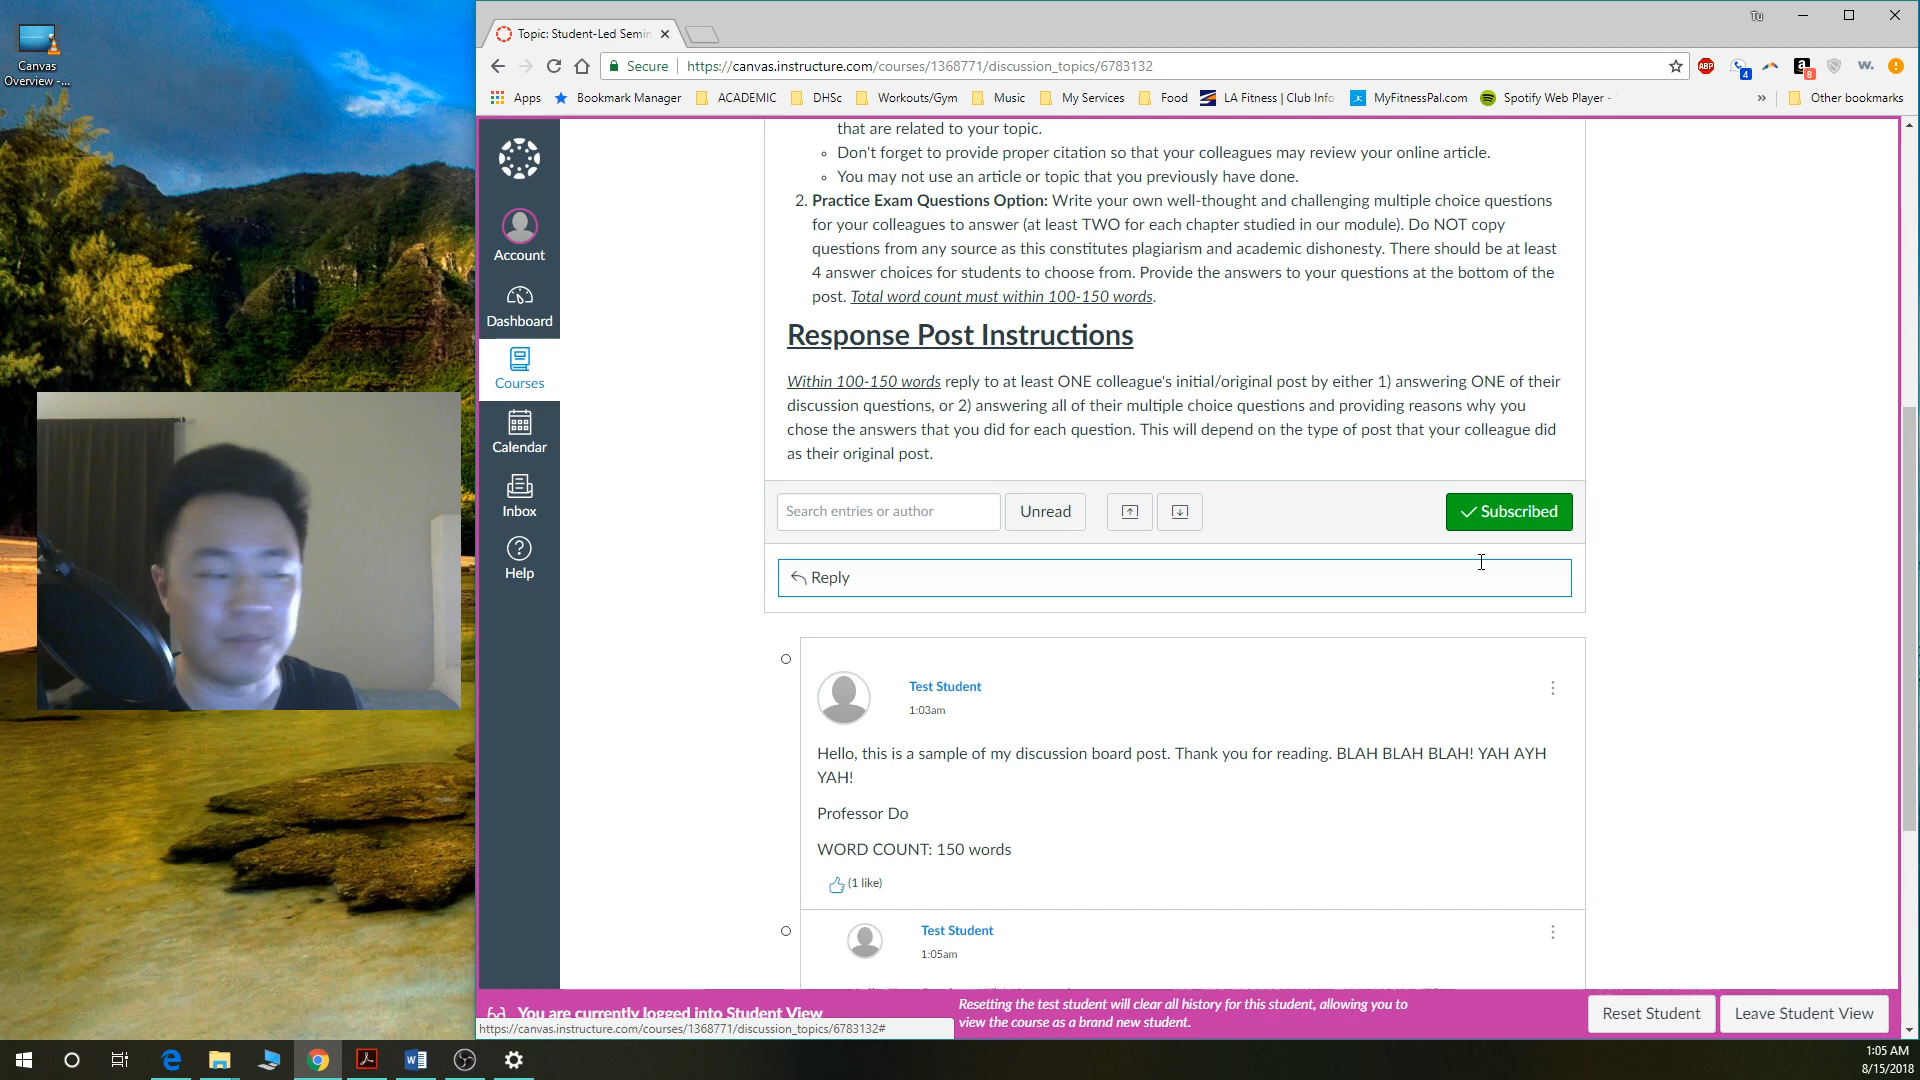 Canvas
Overview -...
Topic: Student-Led Semin
Tu
Secure
https://canvas.instructure.com/courses/1368771/discussion_topics/6783132
ABP
4
a
8
w.
Apps
Bookmark Manager
ACADEMIC
DHSc
Workouts/Gym
Music
My Services
Food
LA Fitness | Club Info
MyFitnessPal.com
Spotify Web Player -
»
Other bookmarks
Account
Dashboard
Courses
Calendar
Inbox
Help
that are related to your topic.
Don't forget to provide proper citation so that your colleagues may review your online article.
You may not use an article or topic that you previously have done.
2. Practice Exam Questions Option: Write your own well-thought and challenging multiple choice questions
for your colleagues to answer (at least TWO for each chapter studied in our module). Do NOT copy
questions from any source as this constitutes plagiarism and academic dishonesty. There should be at least
4 answer choices for students to choose from. Provide the answers to your questions at the bottom of the
post. Total word count must within 100-150 words.
Response Post Instructions
Within 100-150 words reply to at least ONE colleague's initial/original post by either 1) answering ONE of their
discussion questions, or 2) answering all of their multiple choice questions and providing reasons why you
chose the answers that you did for each question. This will depend on the type of post that your colleague did
as their original post.
Search entries or author
Unread
Subscribed
Reply
Test Student
1:03am
Hello, this is a sample of my discussion board post. Thank you for reading. BLAH BLAH BLAH! YAH AYH
YAH!
Professor Do
WORD COUNT: 150 words
(1 like)
Test Student
1:05am
You are currently logged into Student View
Resetting the test student will clear all history for this student, allowing you to
view the course as a brand new student.
Reset Student
Leave Student View
https://canvas.instructure.com/courses/1368771/discussion_topics/6783132#
1:05 AM
8/15/2018